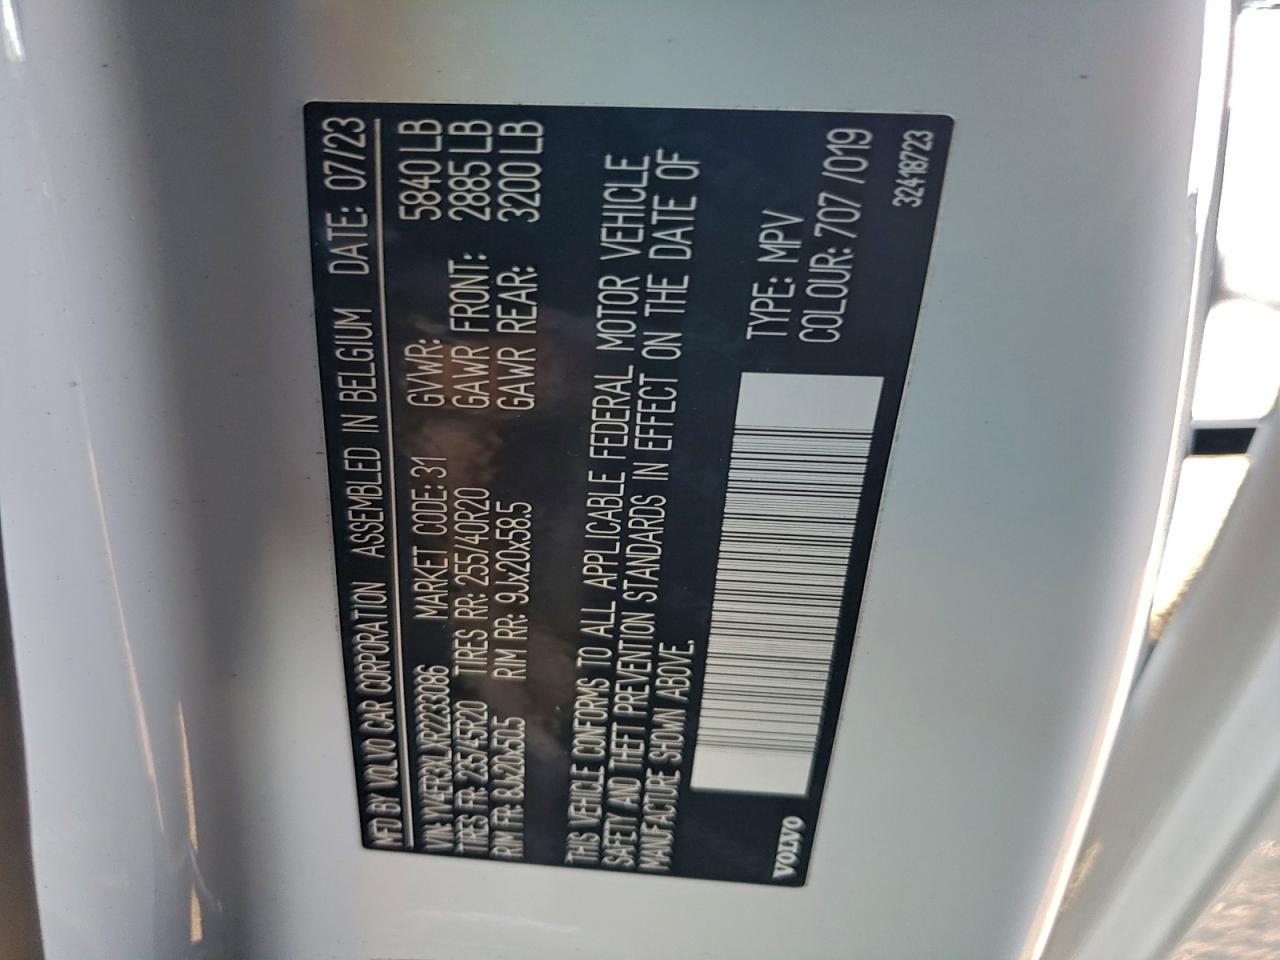 MFD BY VOLVO CAR CORPORATION ASSEMBLED IN BELGIUM DATE: 07/23
VIN: YV4ER3XLXR2233086 MARKET CODE: 31 GVWR: 5840 LB
TIRES FR: 235/45R20 TIRES RR: 255/40R20 GAWR FRONT: 2885 LB
RIM FR: 8Jx20x50.5 RIM RR: 9Jx20x58.5 GAWR REAR: 3200 LB
THIS VEHICLE CONFORMS TO ALL APPLICABLE FEDERAL MOTOR VEHICLE
SAFETY AND THEFT PREVENTION STANDARDS IN EFFECT ON THE DATE OF
MANUFACTURE SHOWN ABOVE.
TYPE: MPV
COLOUR: 707 /019
VOLVO
32418723